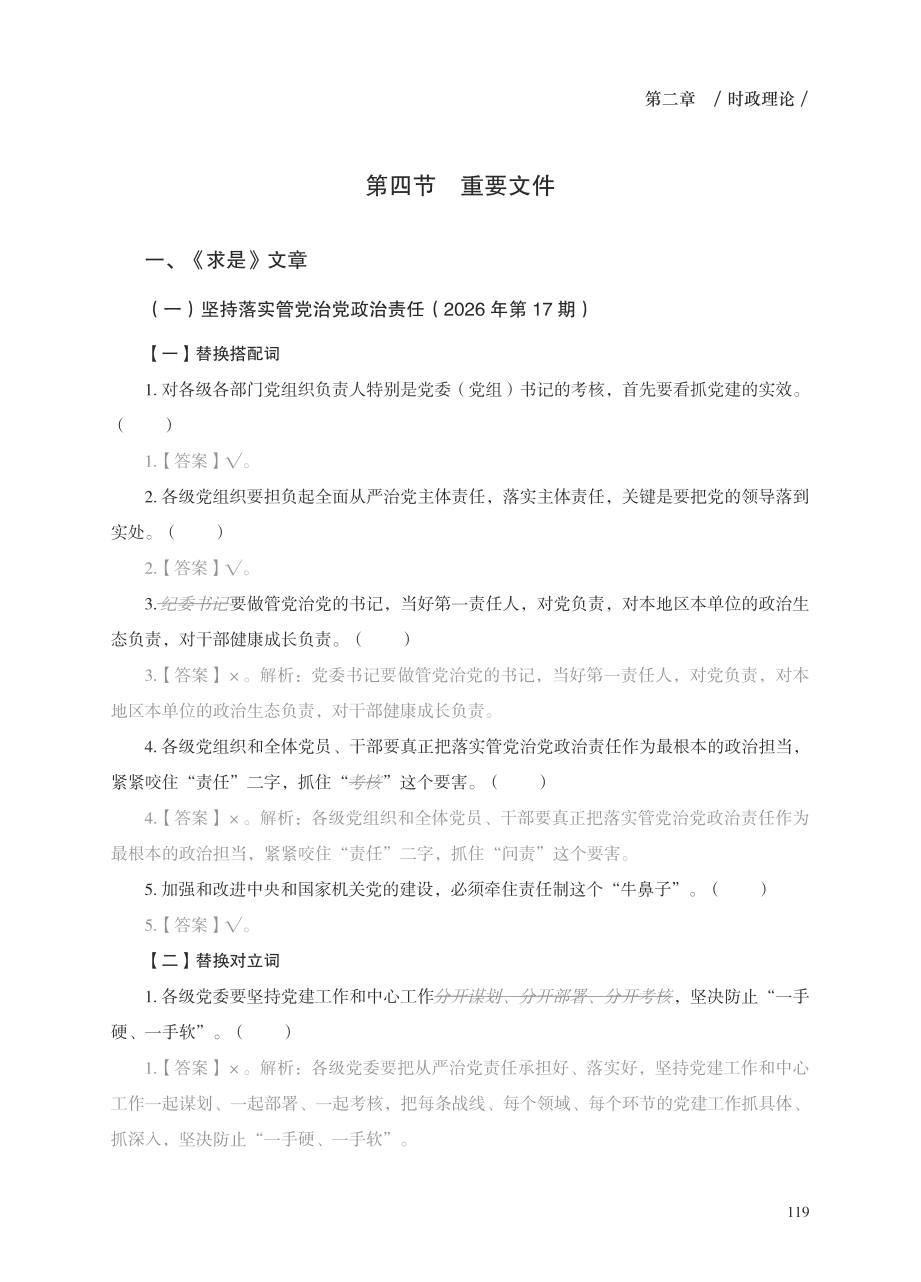 第二章 / 时政理论 /
第四节 重要文件
一、《求是》文章
（一）坚持落实管党治党政治责任（2026 年第 17 期）
【一】替换搭配词
1. 对各级各部门党组织负责人特别是党委（党组）书记的考核，首先要看抓党建的实效。
（  ）
1.【答案】√。
2. 各级党组织要担负起全面从严治党主体责任，落实主体责任，关键是要把党的领导落到
实处。（  ）
2.【答案】√。
3.纪委书记要做管党治党的书记，当好第一责任人，对党负责，对本地区本单位的政治生
态负责，对干部健康成长负责。（  ）
3.【答案】×。解析：党委书记要做管党治党的书记，当好第一责任人，对党负责，对本
地区本单位的政治生态负责，对干部健康成长负责。
4. 各级党组织和全体党员、干部要真正把落实管党治党政治责任作为最根本的政治担当，
紧紧咬住“责任”二字，抓住“考核”这个要害。（  ）
4.【答案】×。解析：各级党组织和全体党员、干部要真正把落实管党治党政治责任作为
最根本的政治担当，紧紧咬住“责任”二字，抓住“问责”这个要害。
5. 加强和改进中央和国家机关党的建设，必须牵住责任制这个“牛鼻子”。（  ）
5.【答案】√。
【二】替换对立词
1. 各级党委要坚持党建工作和中心工作分开谋划、分开部署、分开考核，坚决防止“一手
硬、一手软”。（  ）
1.【答案】×。解析：各级党委要把从严治党责任承担好、落实好，坚持党建工作和中心
工作一起谋划、一起部署、一起考核，把每条战线、每个领域、每个环节的党建工作抓具体、
抓深入，坚决防止“一手硬、一手软”。
119